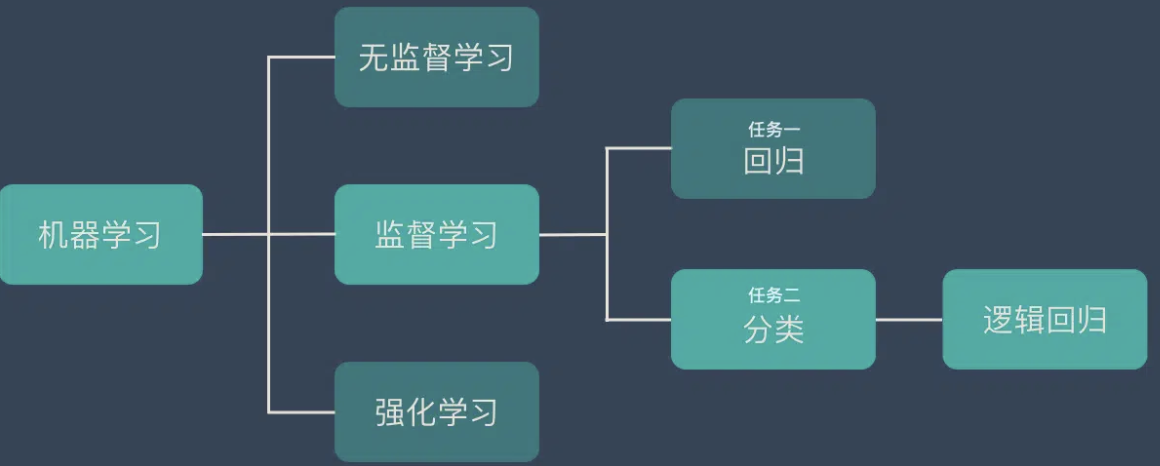 无监督学习
任务一
回归
机器学习
监督学习
任务二
分类
逻辑回归
强化学习